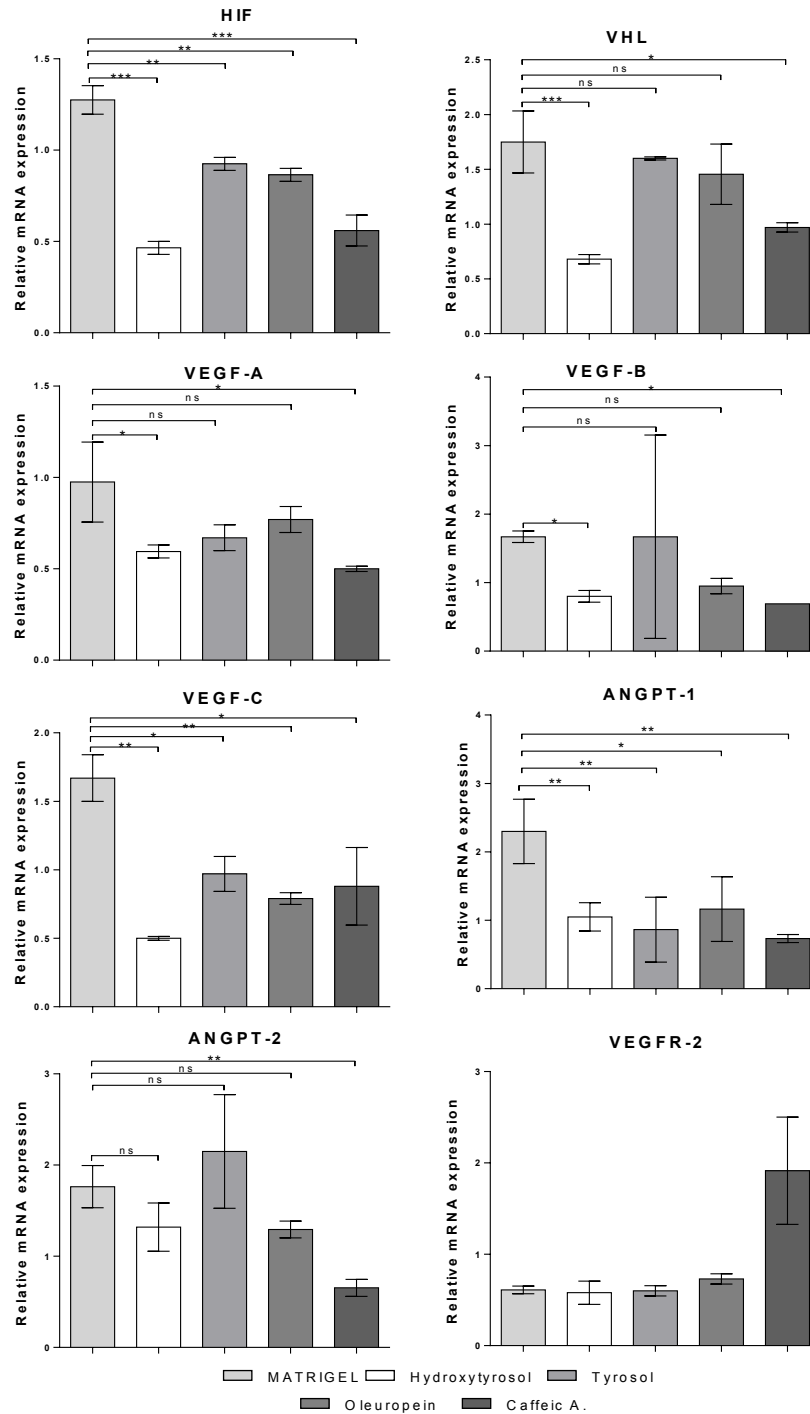 HIF
***
**
**
***
1.5
1.0
0.5
0.0
Relative mRNA expression
VHL
*
ns
ns
***
2.5
2.0
1.5
1.0
0.5
0.0
Relative mRNA expression
VEGF-A
*
ns
ns
*
1.5
1.0
0.5
0.0
Relative mRNA expression
VEGF-B
*
ns
ns
*
4
3
2
1
0
Relative mRNA expression
VEGF-C
*
**
*
**
2.0
1.5
1.0
0.5
0.0
Relative mRNA expression
ANGPT-1
**
*
**
**
4
3
2
1
0
Relative mRNA expression
ANGPT-2
**
ns
ns
ns
3
2
1
0
Relative mRNA expression
VEGFR-2
3
2
1
0
Relative mRNA expression
MATRIGEL Hydroxytyrosol Tyrosol
Oleuropein Caffeic A.